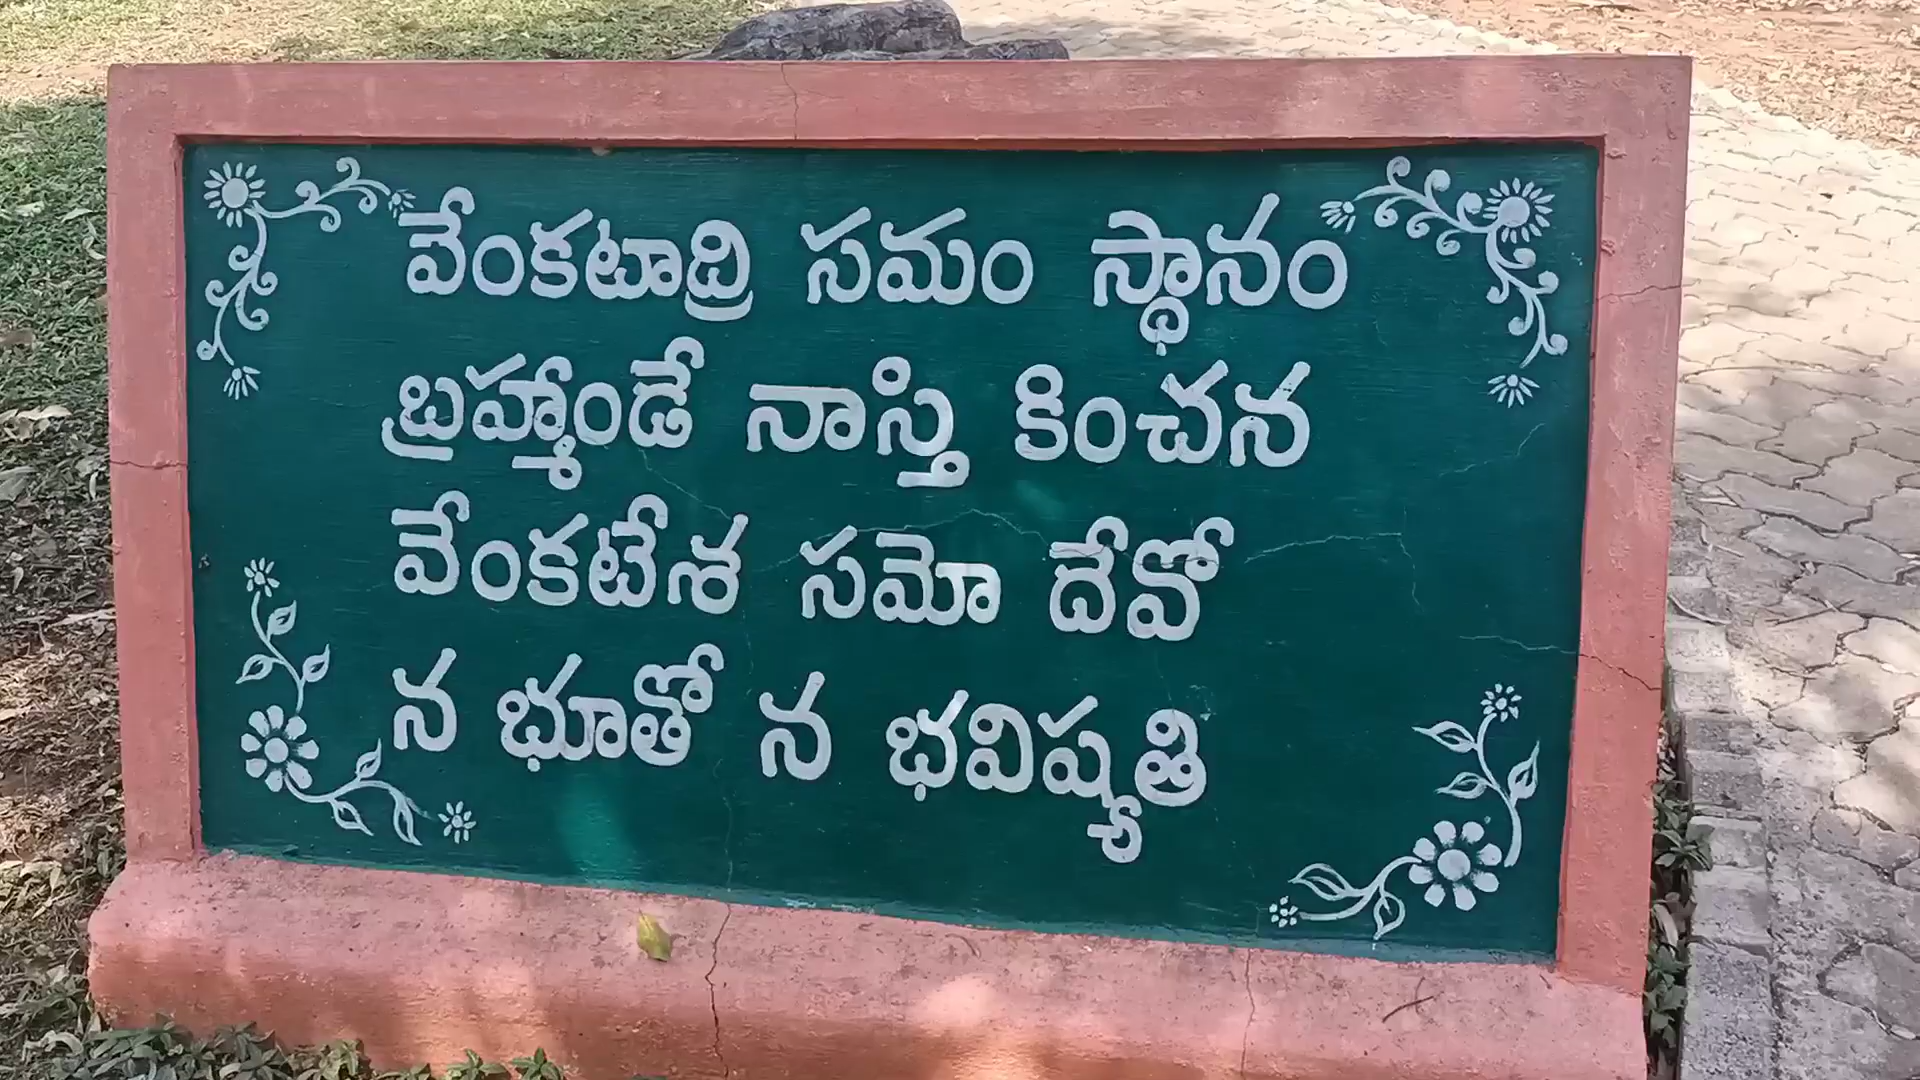 వేంకటాద్రి సమం స్థానం
బ్రహ్మాండే నాస్తి కించన
వేంకటేశ సమో దేవో
న భూతో న భవిష్యతి